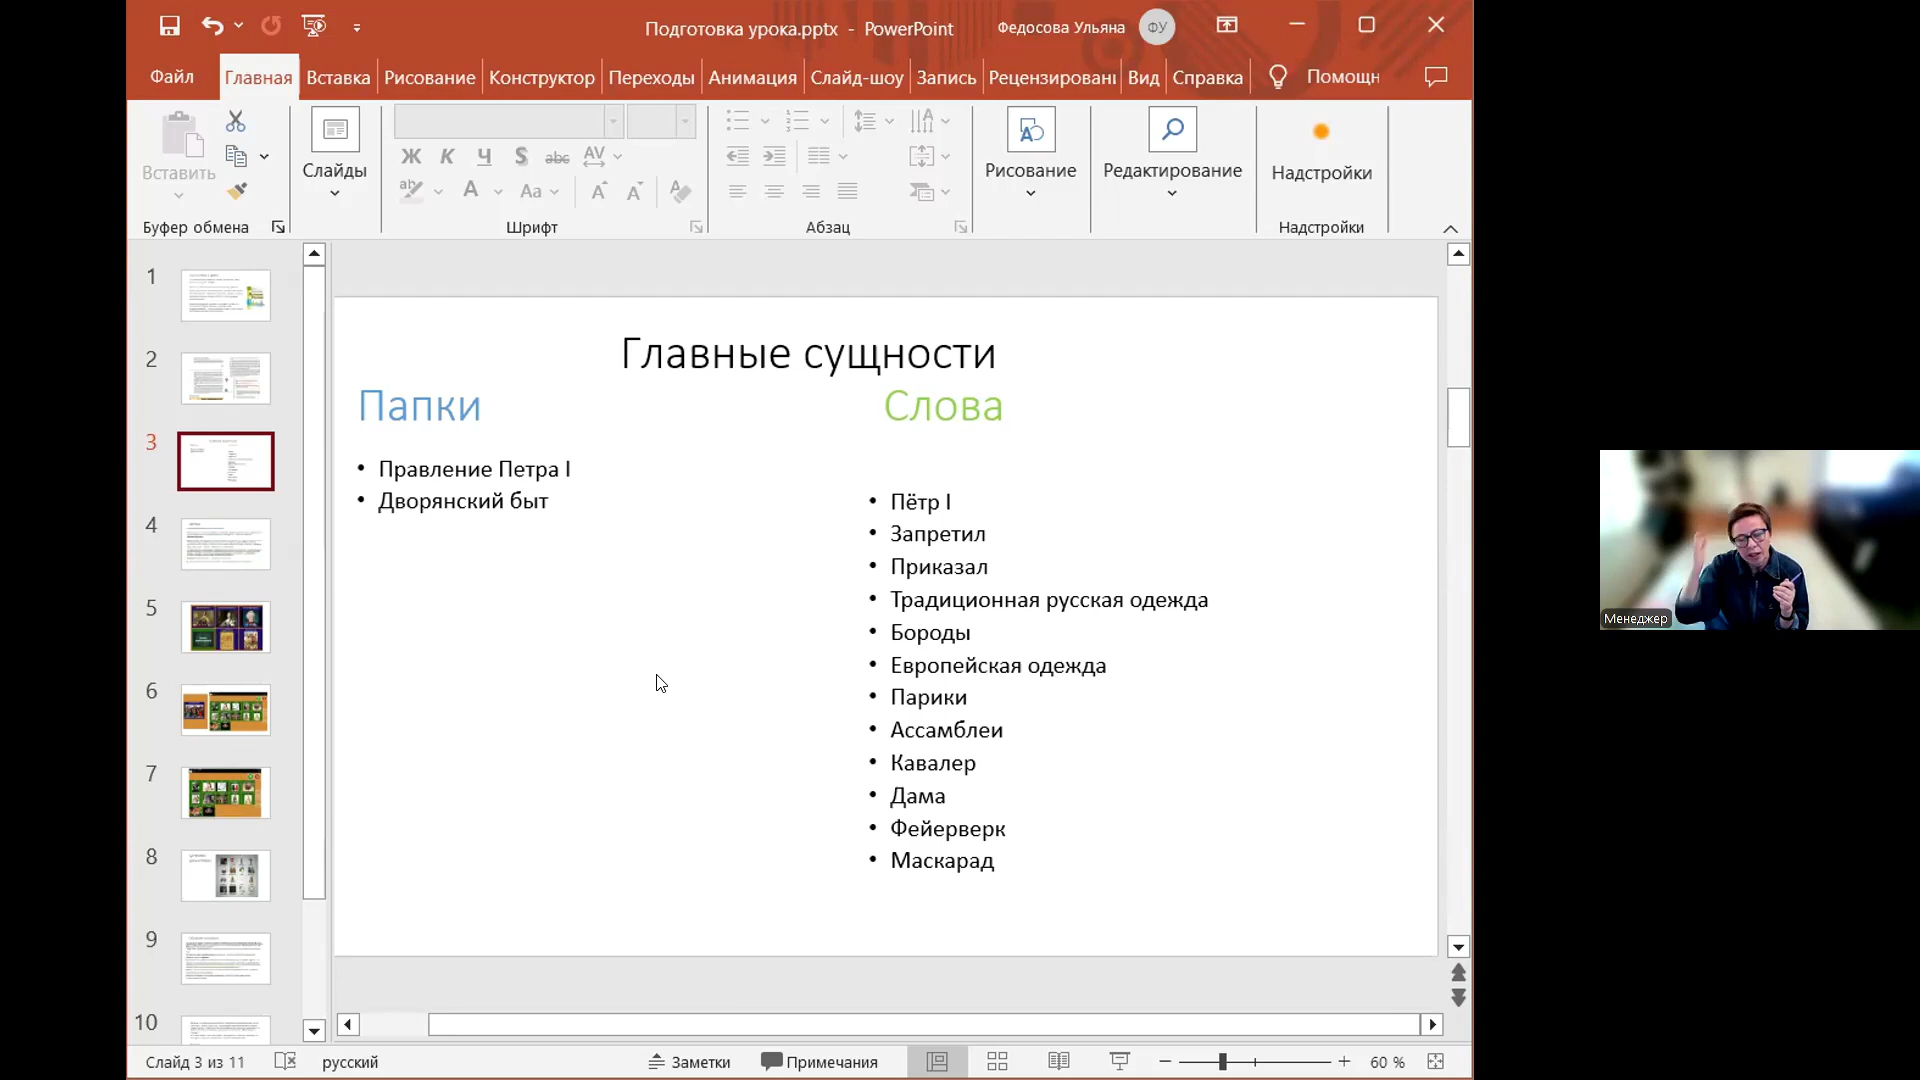 Подготовка урока.pptx - PowerPoint
Федосова Ульяна
ФУ
Файл
Главная
Вставка
Рисование
Конструктор
Переходы
Анимация
Слайд-шоу
Запись
Рецензировані
Вид
Справка
Помощн
Вставить
Буфер обмена
Слайды
Ж К Ч S abc AV
ab A Aa A A A
Шрифт
Абзац
Рисование
Редактирование
Надстройки
Надстройки
1
2
3
4
5
6
7
8
9
10
Главные сущности
Папки
Слова
• Правление Петра I
• Дворянский быт
• Пётр I
• Запретил
• Приказал
• Традиционная русская одежда
• Бороды
• Европейская одежда
• Парики
• Ассамблеи
• Кавалер
• Дама
• Фейерверк
• Маскарад
Менеджер
Слайд 3 из 11
русский
Заметки
Примечания
60 %